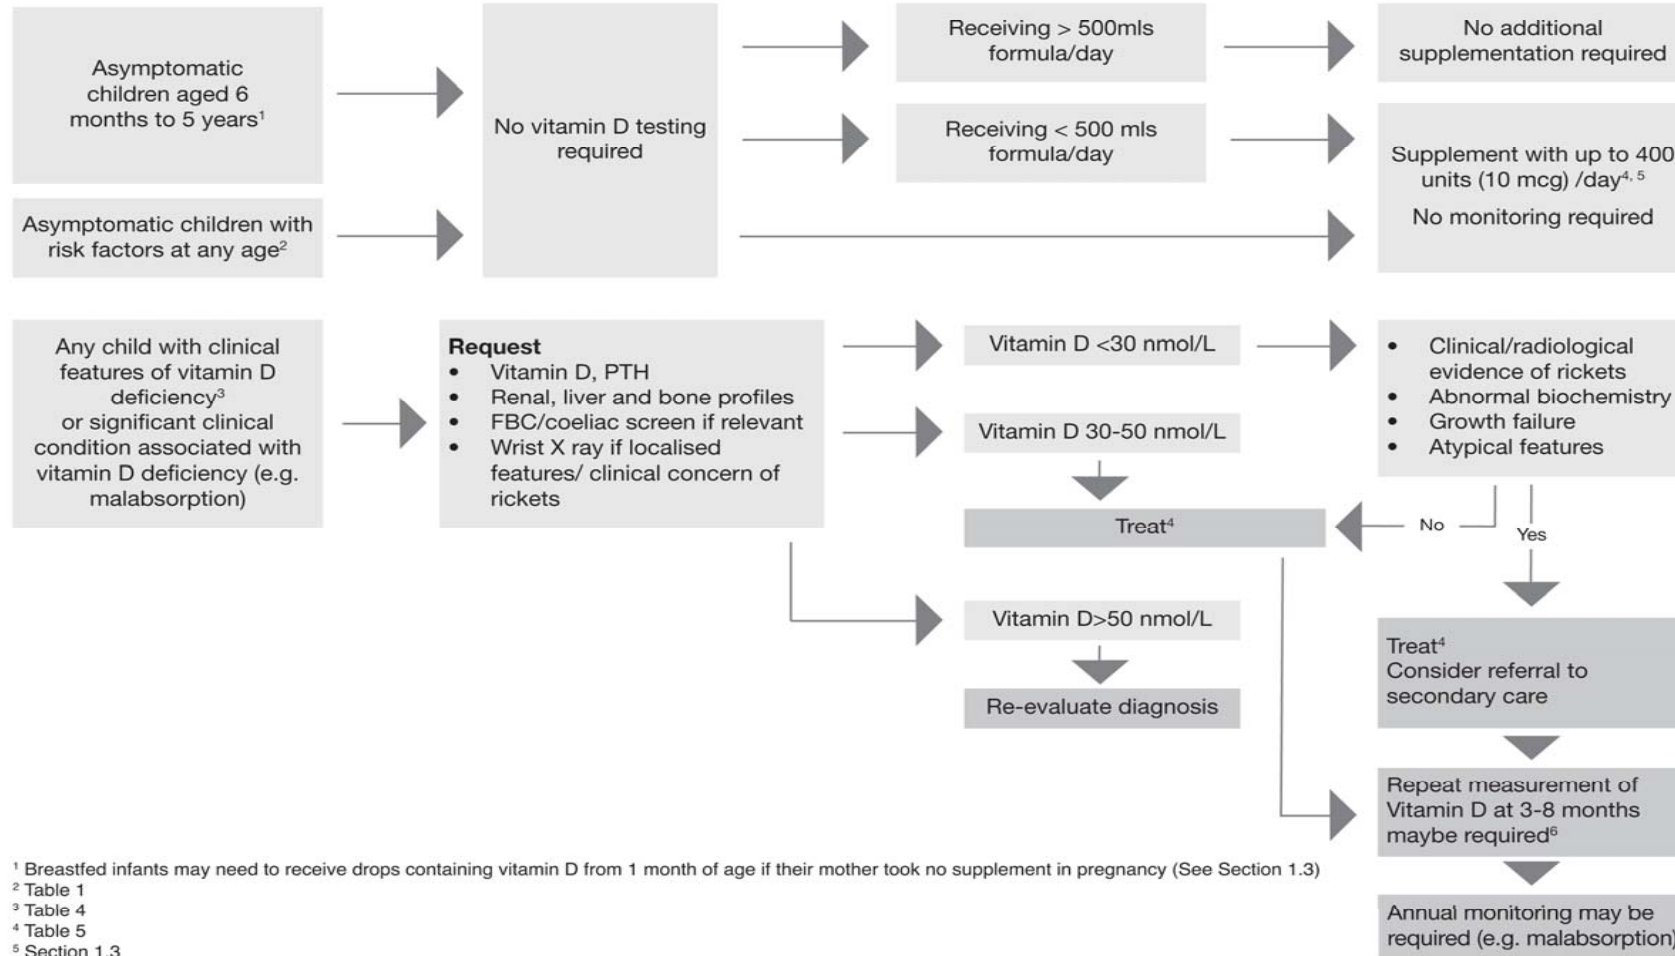 Asymptomatic
children aged 6
months to 5 years¹
No vitamin D testing
required
Receiving > 500mls
formula/day
No additional
supplementation required
Receiving < 500 mls
formula/day
Supplement with up to 400
units (10 mcg) /day⁴, ⁵
No monitoring required
Asymptomatic children with
risk factors at any age²
Any child with clinical
features of vitamin D
deficiency³
or significant clinical
condition associated with
vitamin D deficiency (e.g.
malabsorption)
Request
• Vitamin D, PTH
• Renal, liver and bone profiles
• FBC/coeliac screen if relevant
• Wrist X ray if localised
features/ clinical concern of
rickets
Vitamin D <30 nmol/L
• Clinical/radiological
evidence of rickets
• Abnormal biochemistry
• Growth failure
• Atypical features
Vitamin D 30-50 nmol/L
Treat⁴
No
Yes
Vitamin D>50 nmol/L
Re-evaluate diagnosis
Treat⁴
Consider referral to
secondary care
Repeat measurement of
Vitamin D at 3-8 months
maybe required⁶
Annual monitoring may be
required (e.g. malabsorption)
¹ Breastfed infants may need to receive drops containing vitamin D from 1 month of age if their mother took no supplement in pregnancy (See Section 1.3)
² Table 1
³ Table 4
⁴ Table 5
⁵ Section 1.3